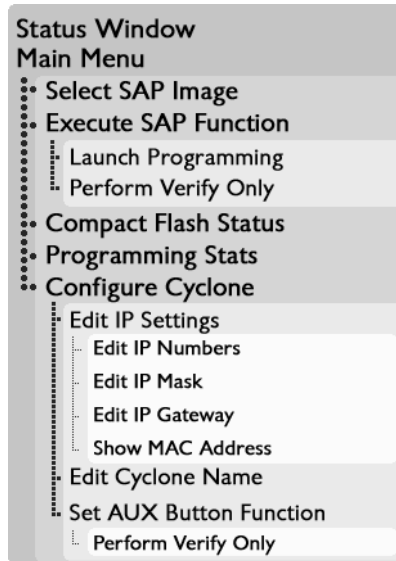 Status Window
Main Menu
Select SAP Image
Execute SAP Function
Launch Programming
Perform Verify Only
Compact Flash Status
Programming Stats
Configure Cyclone
Edit IP Settings
Edit IP Numbers
Edit IP Mask
Edit IP Gateway
Show MAC Address
Edit Cyclone Name
Set AUX Button Function
Perform Verify Only